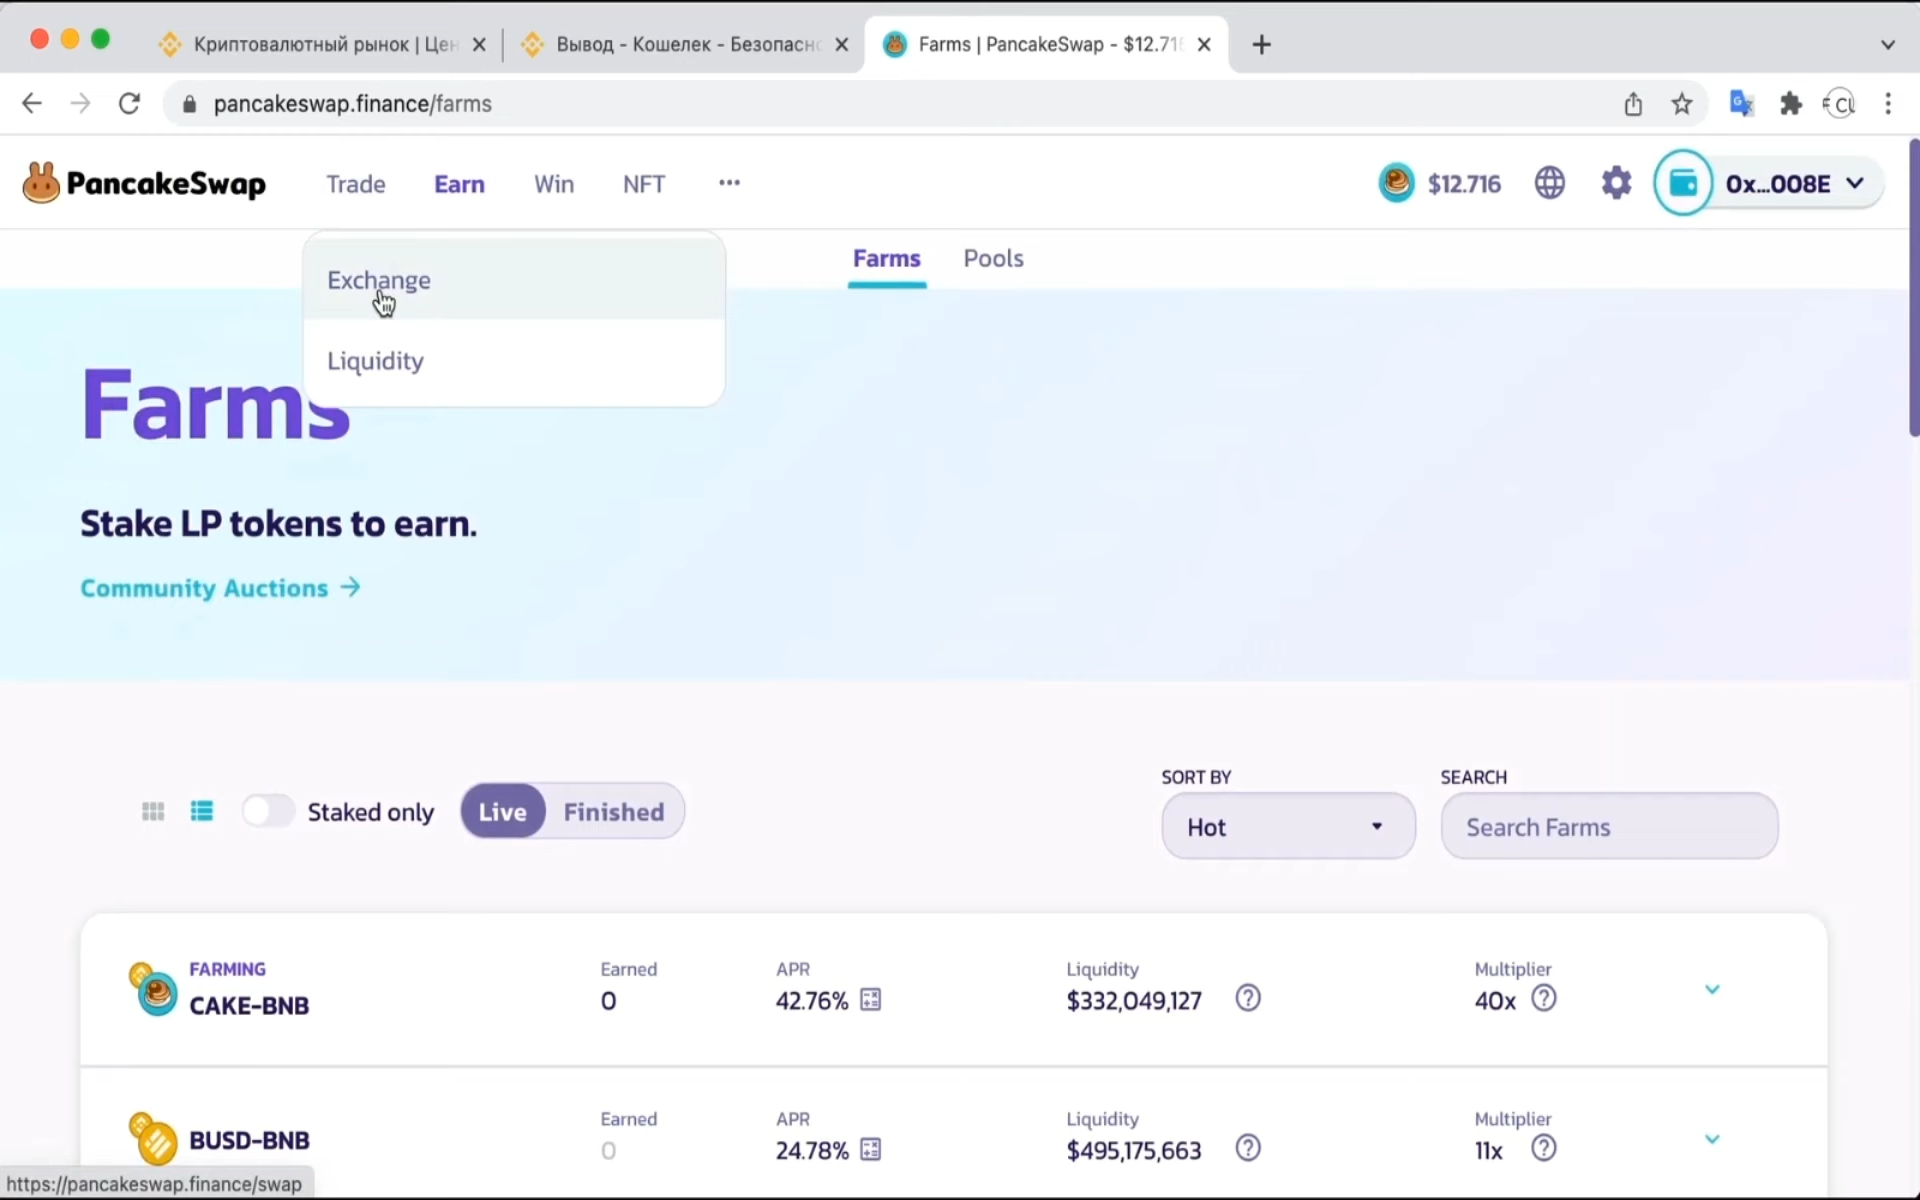 Криптовалютный рынок | Цен
Вывод - Кошелек - Безопасно
Farms | PancakeSwap - $12.716
pancakeswap.finance/farms
PancakeSwap
Trade
Earn
Win
NFT
$12.716
0x...008E
Exchange
Liquidity
Farms
Pools
Farms
Stake LP tokens to earn.
Community Auctions
Staked only
Live
Finished
SORT BY
Hot
SEARCH
Search Farms
FARMING
CAKE-BNB
Earned
0
APR
42.76%
Liquidity
$332,049,127
Multiplier
40x
BUSD-BNB
Earned
0
APR
24.78%
Liquidity
$495,175,663
Multiplier
11x
https://pancakeswap.finance/swap